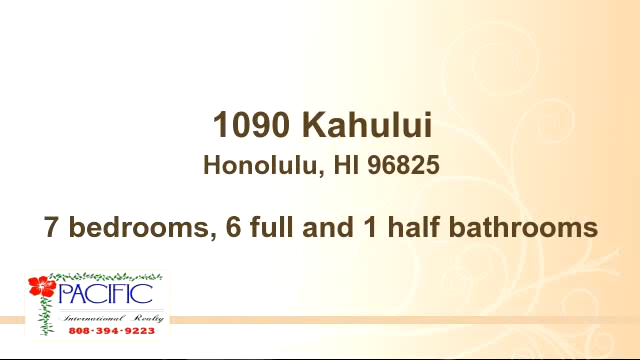 1090 Kahului
Honolulu, HI 96825
7 bedrooms, 6 full and 1 half bathrooms
PACIFIC
International Realty
808-394-9223